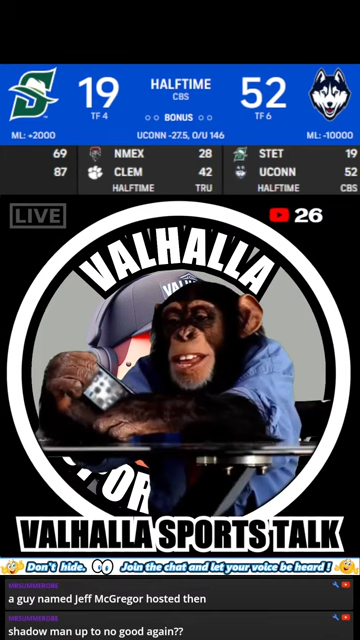 S
19
TF 4
HALFTIME
CBS
BONUS
52
TF 6
ML: +2000
UCONN -27.5, O/U 146
ML: -10000
69
NMEX
28
STET
19
87
CLEM
42
UCONN
52
HALFTIME
TRU
HALFTIME
CBS
LIVE
26
VALHALLA
VALHALLA SPORTS TALK
Don't hide.
Join the chat and let your voice be heard !
MRSUMMEROBE
a guy named Jeff McGregor hosted then
MRSUMMEROBE
shadow man up to no good again??